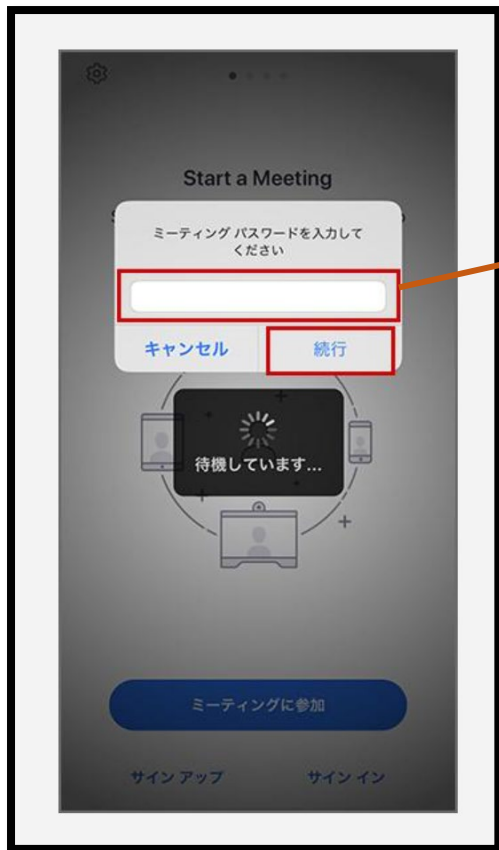 Start a Meeting
ミーティング パスワードを入力して
ください
キャンセル
続行
待機しています...
ミーティングに参加
サイン アップ
サイン イン